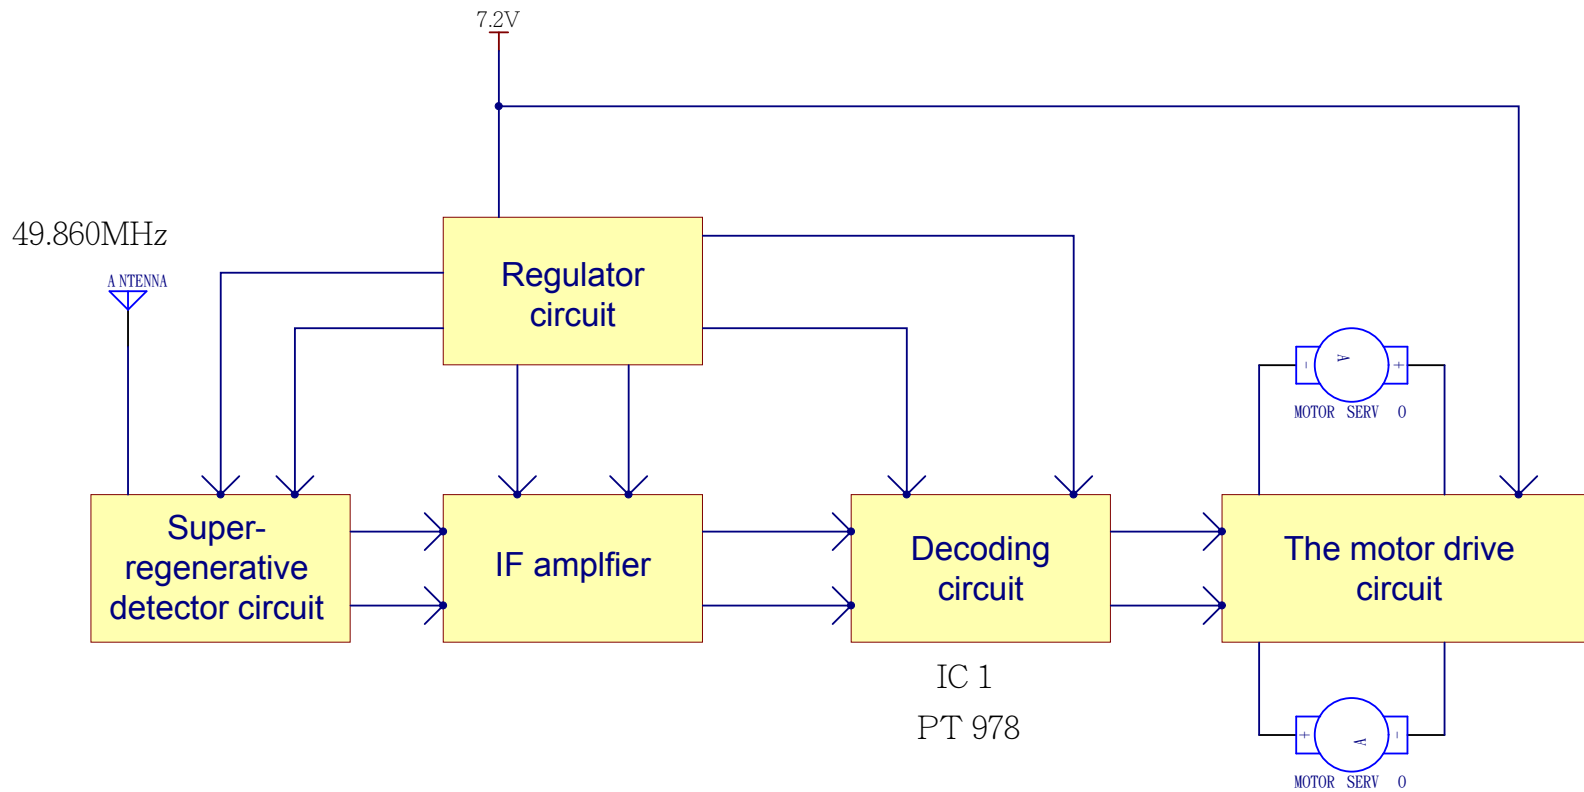 7.2V
49.860MHz
A NTENNA
Regulator
circuit
A
- +
MOTOR SERV O
Super-
regenerative
detector circuit
IF amplfier
Decoding
circuit
The motor drive
circuit
IC 1
PT 978
+ -
A
MOTOR SERV O